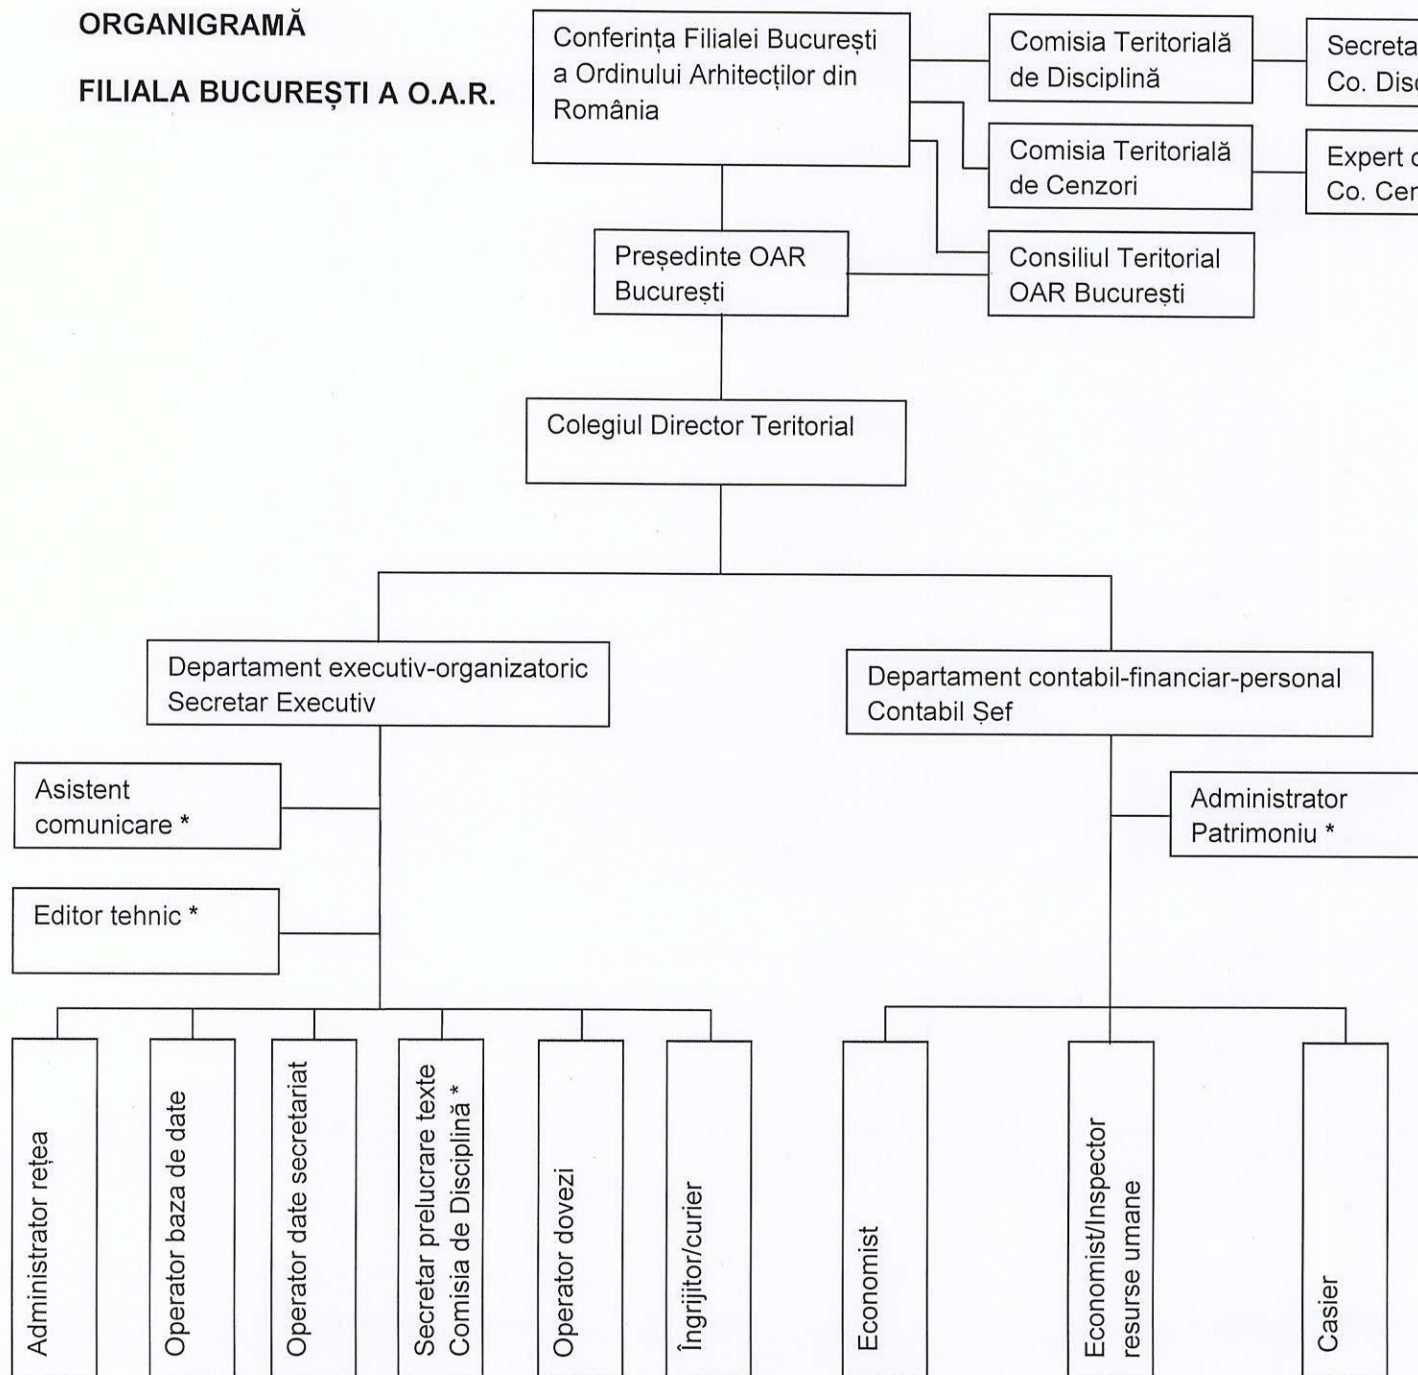 ORGANIGRAMĂ
FILIALA BUCUREȘTI A O.A.R.
Conferința Filialei București
a Ordinului Arhitecților din
România
Comisia Teritorială
de Disciplină
Co.
Comisia Teritorială
de Cenzori
Expert
Co.
Președinte OAR
București
Consiliul Teritorial
OAR București
Colegiul Director Teritorial
Departament executiv-organizatoric
Secretar Executiv
Departament contabil-financiar-personal
Contabil Șef
Asistent
comunicare *
Administrator
Patrimoniu *
Editor tehnic *
Administrator rețea
Operator baza de date
Operator date secretariat
Secretar prelucrare texte
Comisia de Disciplină *
Operator dovezi
Îngrijitor/curier
Economist
Economist/Inspector
resurse umane
Casier